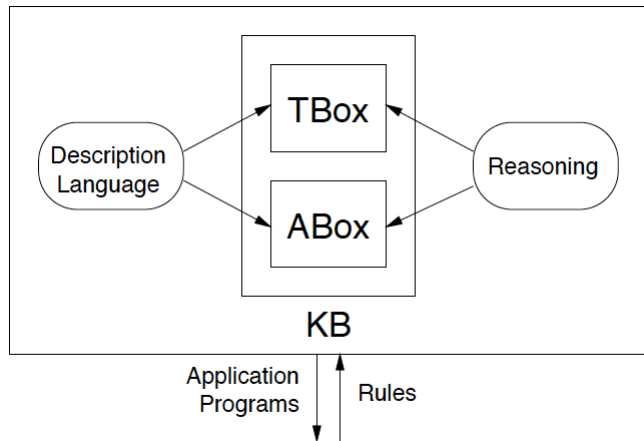 TBox
Description
Language
Reasoning
ABox
KB
Application
Programs
Rules